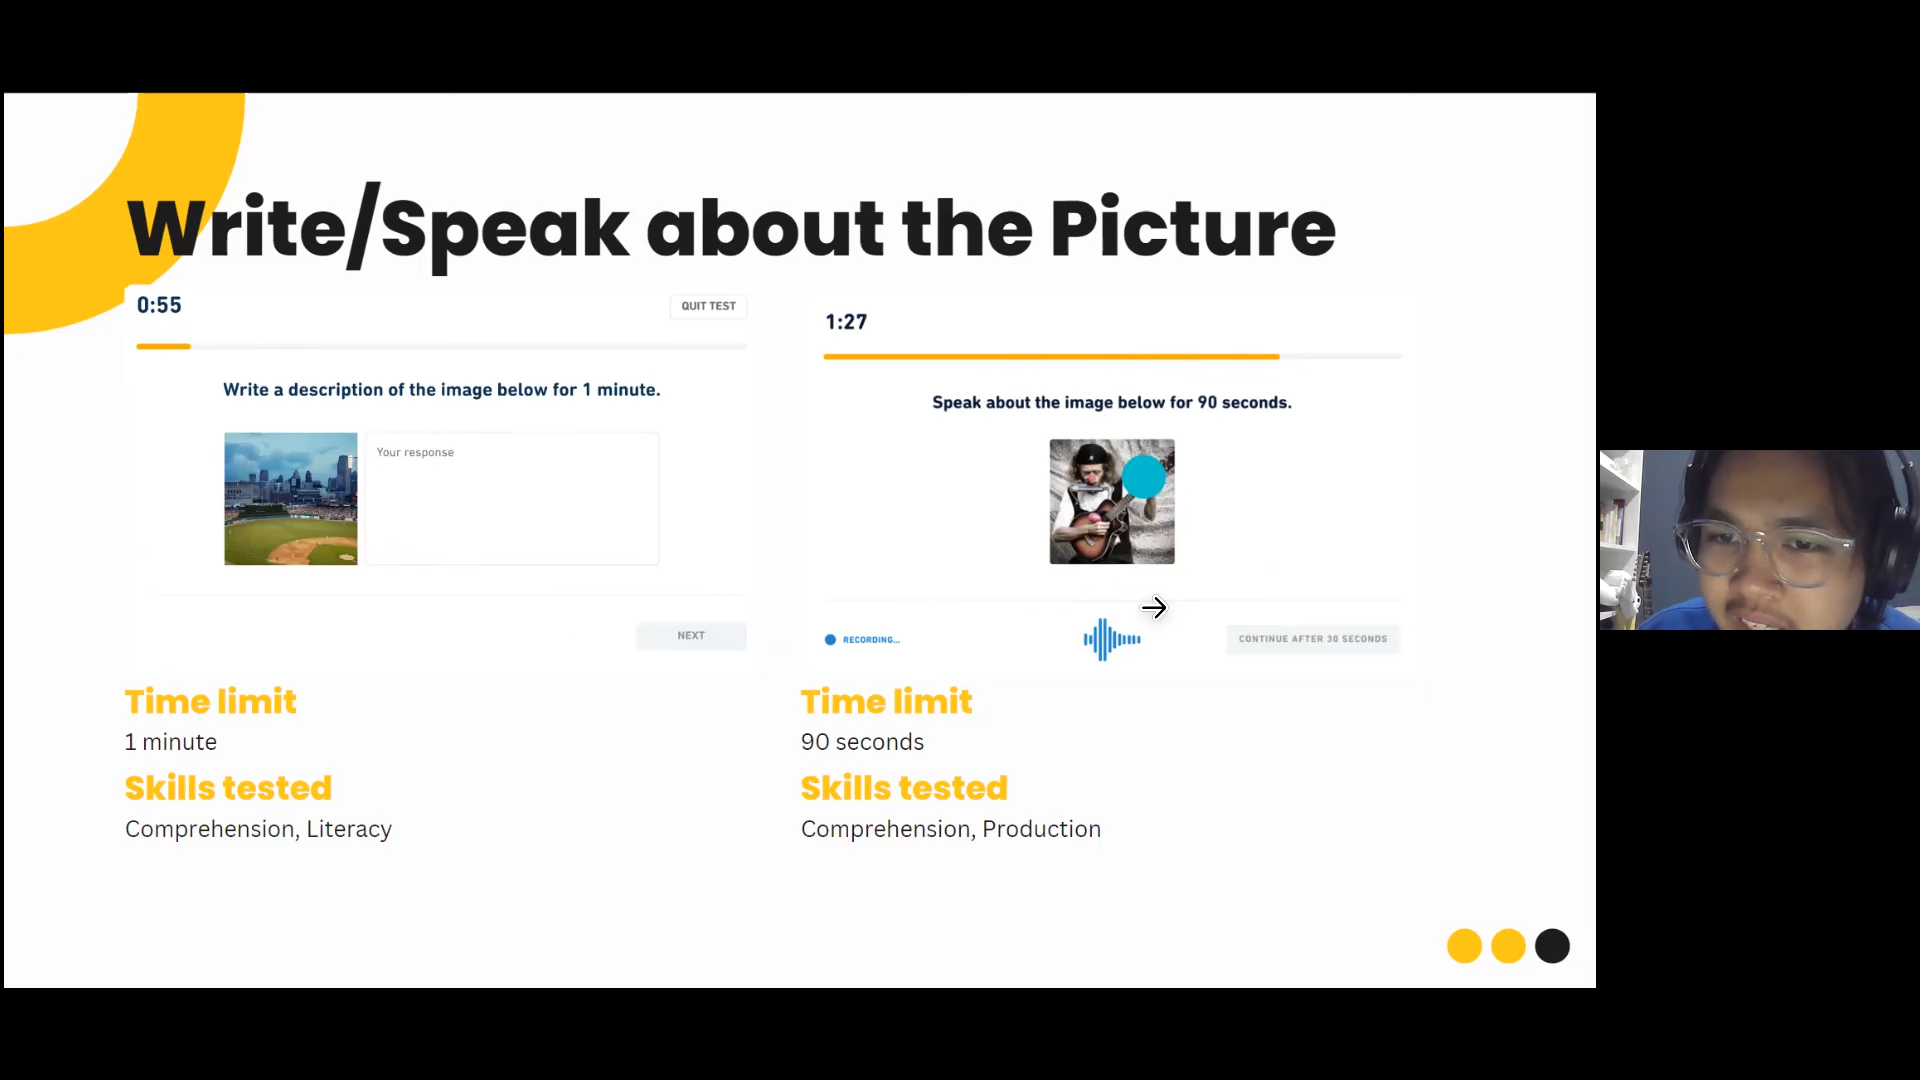 Write/Speak about the Picture
0:55
QUIT TEST
Write a description of the image below for 1 minute.
Your response
NEXT
Time limit
1 minute
Skills tested
Comprehension, Literacy
1:27
Speak about the image below for 90 seconds.
RECORDING...
CONTINUE AFTER 30 SECONDS
Time limit
90 seconds
Skills tested
Comprehension, Production